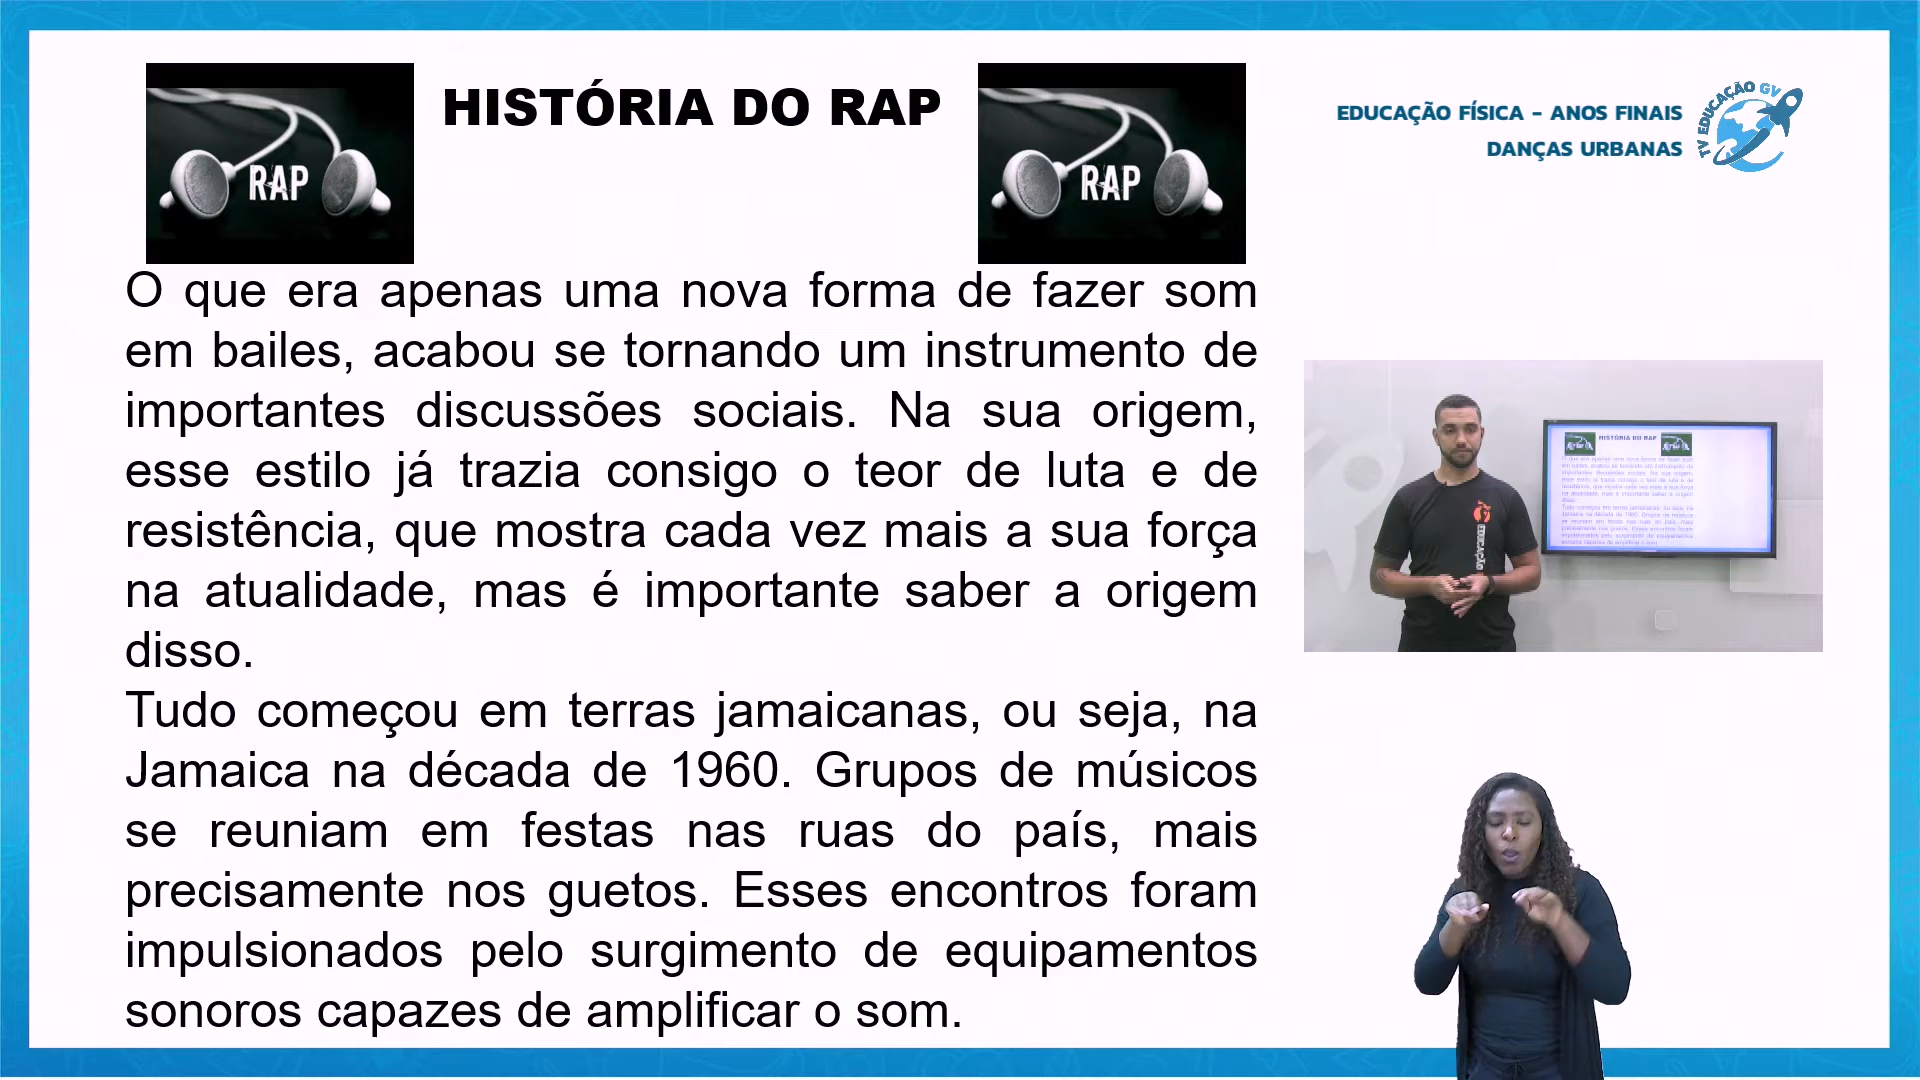 RAP
HISTÓRIA DO RAP
RAP
EDUCAÇÃO FÍSICA - ANOS FINAIS
DANÇAS URBANAS
TV EDUCAÇÃO GV
O que era apenas uma nova forma de fazer som
em bailes, acabou se tornando um instrumento de
importantes discussões sociais. Na sua origem,
esse estilo já trazia consigo o teor de luta e de
resistência, que mostra cada vez mais a sua força
na atualidade, mas é importante saber a origem
disso.
Tudo começou em terras jamaicanas, ou seja, na
Jamaica na década de 1960. Grupos de músicos
se reuniam em festas nas ruas do país, mais
precisamente nos guetos. Esses encontros foram
impulsionados pelo surgimento de equipamentos
sonoros capazes de amplificar o som.
HISTÓRIA DO RAP
EDUCAÇÃO